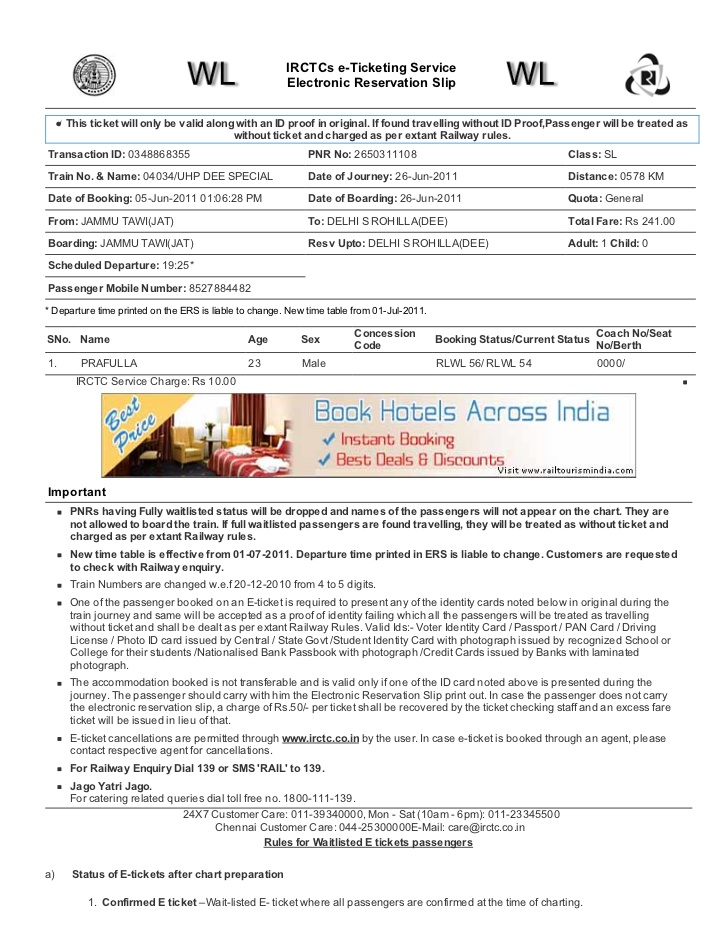 WL
IRCTCs e-Ticketing Service
Electronic Reservation Slip
WL
This ticket will only be valid along with an ID proof in original. If found travelling without ID Proof,Passenger will be treated as
without ticket and charged as per extant Railway rules.
Transaction ID: 0348868355 PNR No: 2650311108 Class: SL
Train No. & Name: 04034/UHP DEE SPECIAL Date of Journey: 26-Jun-2011 Distance: 0578 KM
Date of Booking: 05-Jun-2011 01:06:28 PM Date of Boarding: 26-Jun-2011 Quota: General
From: JAMMU TAWI(JAT) To: DELHI S ROHILLA(DEE) Total Fare: Rs 241.00
Boarding: JAMMU TAWI(JAT) Resv Upto: DELHI S ROHILLA(DEE) Adult: 1 Child: 0
Scheduled Departure: 19:25*
Passenger Mobile Number: 8527884482
* Departure time printed on the ERS is liable to change. New time table from 01-Jul-2011.
SNo. Name Age Sex Concession Code Booking Status/Current Status Coach No/Seat No/Berth
1. PRAFULLA 23 Male RLWL 56/ RLWL 54 0000/
IRCTC Service Charge: Rs 10.00
Best Price
Book Hotels Across India
Instant Booking
Best Deals & Discounts
Visit www.railtourismindia.com
Important
PNRs having Fully waitlisted status will be dropped and names of the passengers will not appear on the chart. They are
not allowed to board the train. If full waitlisted passengers are found travelling, they will be treated as without ticket and
charged as per extant Railway rules.
New time table is effective from 01-07-2011. Departure time printed in ERS is liable to change. Customers are requested
to check with Railway enquiry.
Train Numbers are changed w.e.f 20-12-2010 from 4 to 5 digits.
One of the passenger booked on an E-ticket is required to present any of the identity cards noted below in original during the
train journey and same will be accepted as a proof of identity failing which all the passengers will be treated as travelling
without ticket and shall be dealt as per extant Railway Rules. Valid Ids:- Voter Identity Card / Passport / PAN Card / Driving
License / Photo ID card issued by Central / State Govt /Student Identity Card with photograph issued by recognized School or
College for their students /Nationalised Bank Passbook with photograph /Credit Cards issued by Banks with laminated
photograph.
The accommodation booked is not transferable and is valid only if one of the ID card noted above is presented during the
journey. The passenger should carry with him the Electronic Reservation Slip print out. In case the passenger does not carry
the electronic reservation slip, a charge of Rs.50/- per ticket shall be recovered by the ticket checking staff and an excess fare
ticket will be issued in lieu of that.
E-ticket cancellations are permitted through www.irctc.co.in by the user. In case e-ticket is booked through an agent, please
contact respective agent for cancellations.
For Railway Enquiry Dial 139 or SMS 'RAIL' to 139.
Jago Yatri Jago.
For catering related queries dial toll free no. 1800-111-139.
24X7 Customer Care: 011-39340000, Mon - Sat (10am - 6pm): 011-23345500
Chennai Customer Care: 044-25300000E-Mail: care@irctc.co.in
Rules for Waitlisted E tickets passengers
a) Status of E-tickets after chart preparation
1. Confirmed E ticket –Wait-listed E- ticket where all passengers are confirmed at the time of charting.